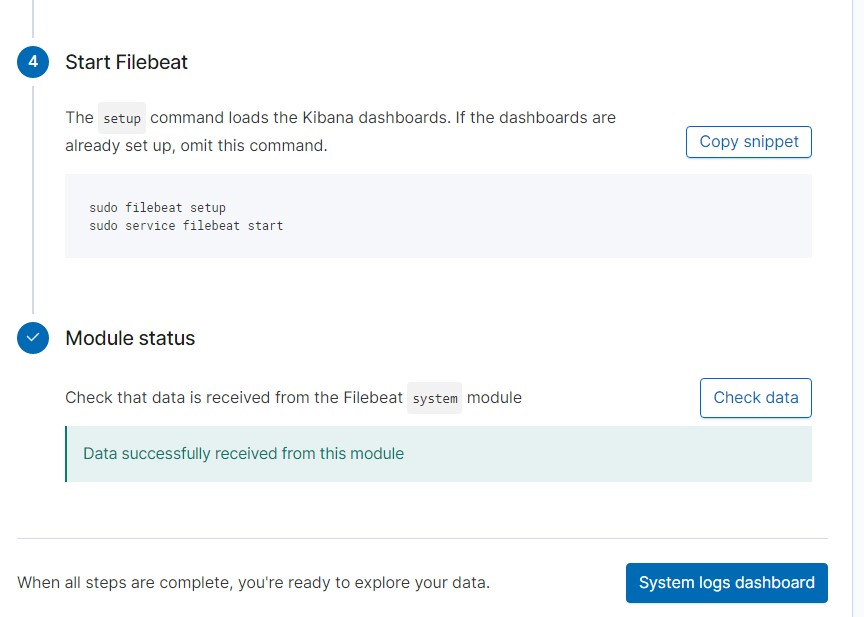 4 Start Filebeat
The setup command loads the Kibana dashboards. If the dashboards are
already set up, omit this command.
Copy snippet
sudo filebeat setup
sudo service filebeat start
Module status
Check that data is received from the Filebeat system module
Check data
Data successfully received from this module
When all steps are complete, you're ready to explore your data.
System logs dashboard